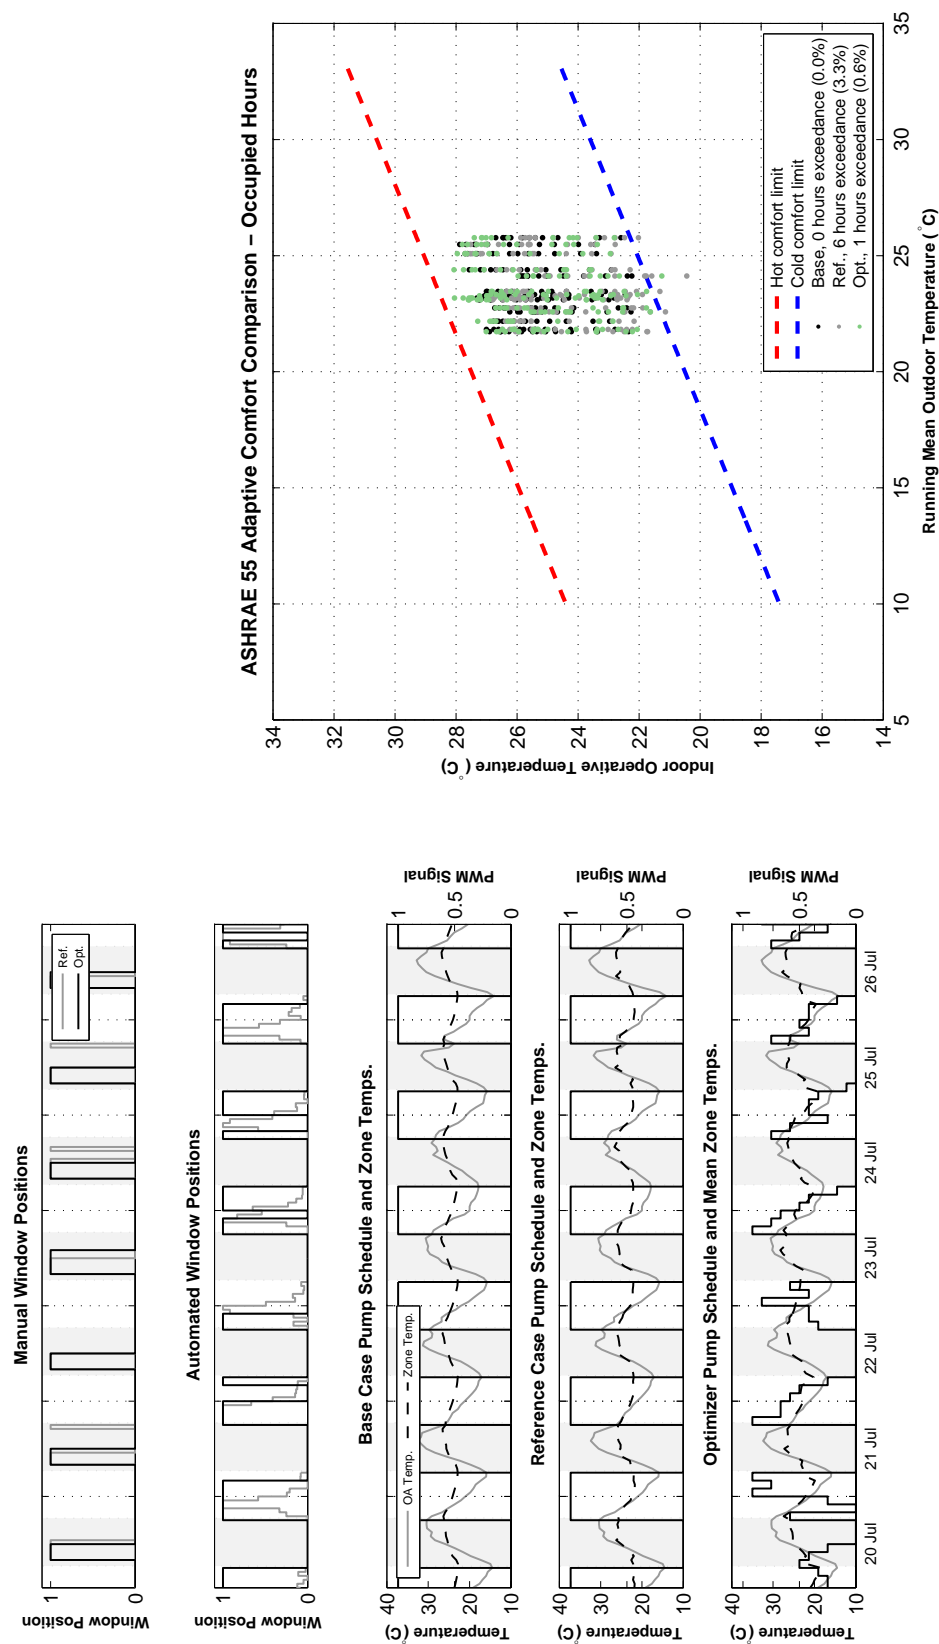 Manual Window Positions
Window Position
1
0
Ref.
Opt.
Automated Window Positions
Window Position
1
0
Base Case Pump Schedule and Zone Temps.
Temperature (°C)
40
30
20
10
PWM Signal
1
0.5
0
OA Temp.
Zone Temp.
Reference Case Pump Schedule and Zone Temps.
Temperature (°C)
40
30
20
10
PWM Signal
1
0.5
0
Optimizer Pump Schedule and Mean Zone Temps.
Temperature (°C)
40
30
20
10
PWM Signal
1
0.5
0
20 Jul
21 Jul
22 Jul
23 Jul
24 Jul
25 Jul
26 Jul
ASHRAE 55 Adaptive Comfort Comparison – Occupied Hours
Indoor Operative Temperature (°C)
34
32
30
28
26
24
22
20
18
16
14
5
10
15
20
25
30
35
Running Mean Outdoor Temperature (°C)
Hot comfort limit
Cold comfort limit
Base, 0 hours exceedance (0.0%)
Ref., 6 hours exceedance (3.3%)
Opt., 1 hours exceedance (0.6%)